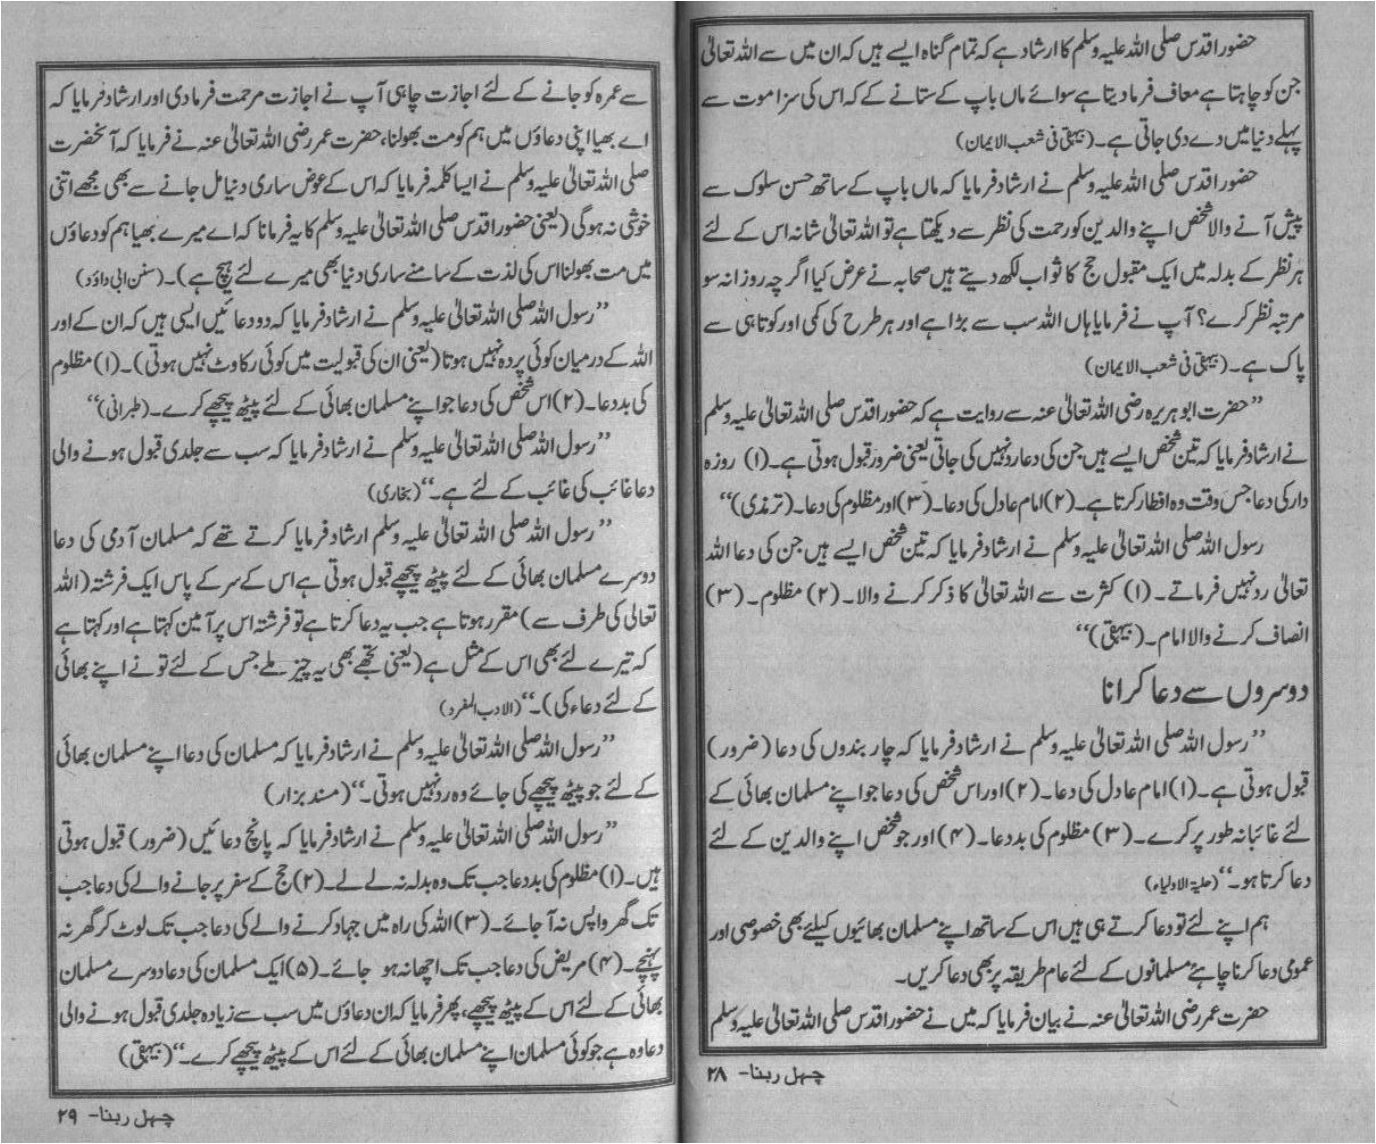 حضور اقدس صلی اللہ علیہ وسلم کا ارشاد ہے کہ تمام گناہ ایسے ہیں کہ ان میں سے اللہ تعالیٰ
جن کو چاہتا ہے معاف فرما دیتا ہے سوائے ماں باپ کے ستانے کے کہ اس کی سزا موت سے
پہلے دنیا میں دے دی جاتی ہے۔ (بیہقی فی شعب الایمان)
حضور اقدس صلی اللہ علیہ وسلم نے ارشاد فرمایا کہ ماں باپ کے ساتھ حسن سلوک سے
پیش آنے والا شخص اپنے والدین کو رحمت کی نظر سے دیکھتا ہے تو اللہ تعالیٰ شانہ اس کے لئے
ہر نظر کے بدلہ میں ایک مقبول حج کا ثواب لکھ دیتے ہیں صحابہ نے عرض کیا اگرچہ روزانہ سو
مرتبہ نظر کرے؟ آپ نے فرمایا ہاں اللہ سب سے بڑا ہے اور ہر طرح کی کمی اور کوتاہی سے
پاک ہے۔ (بیہقی فی شعب الایمان)
”حضرت ابو ہریرہ رضی اللہ تعالیٰ عنہ سے روایت ہے کہ حضور اقدس صلی اللہ تعالیٰ علیہ وسلم
نے ارشاد فرمایا کہ تین شخص ایسے ہیں جن کی دعا رد نہیں کی جاتی یعنی ضرور قبول ہوتی ہے۔ (۱) روزہ
دار کی دعا جس وقت وہ افطار کرتا ہے۔ (۲) امام عادل کی دعا۔ (۳) اور مظلوم کی دعا۔ (ترمذی)“
رسول اللہ صلی اللہ تعالیٰ علیہ وسلم نے ارشاد فرمایا کہ تین شخص ایسے ہیں جن کی دعا اللہ
تعالیٰ رد نہیں فرماتے۔ (۱) کثرت سے اللہ تعالیٰ کا ذکر کرنے والا۔ (۲) مظلوم۔ (۳)
انصاف کرنے والا امام۔ (بیہقی)“
دوسروں سے دعا کرانا
”رسول اللہ صلی اللہ تعالیٰ علیہ وسلم نے ارشاد فرمایا کہ چار بندوں کی دعا (ضرور)
قبول ہوتی ہے۔ (۱) امام عادل کی دعا۔ (۲) اور اس شخص کی دعا جو اپنے مسلمان بھائی کے
لئے غائبانہ طور پر کرے۔ (۳) مظلوم کی بددعا۔ (۴) اور جو شخص اپنے والدین کے لئے
دعا کرتا ہو۔“ (حلیۃ الاولیاء)
ہم اپنے لئے تو دعا کرتے ہی ہیں اس کے ساتھ اپنے مسلمان بھائیوں کیلئے بھی خصوصی اور
عمومی دعا کرنا چاہئے مسلمانوں کے لئے عام طریقہ پر بھی دعا کریں۔
حضرت عمر رضی اللہ تعالیٰ عنہ نے بیان فرمایا کہ میں نے حضور اقدس صلی اللہ تعالیٰ علیہ وسلم
چہل ربنا- ۲۸
سے عمرہ کو جانے کے لئے اجازت چاہی آپ نے اجازت مرحمت فرما دی اور ارشاد فرمایا کہ
اے بھیا اپنی دعاؤں میں ہم کو مت بھولنا، حضرت عمر رضی اللہ تعالیٰ عنہ نے فرمایا کہ آنحضرت
صلی اللہ تعالیٰ علیہ وسلم نے ایسا کلمہ فرمایا کہ اس کے عوض ساری دنیا مل جانے سے بھی مجھے اتنی
خوشی نہ ہوگی (یعنی حضور اقدس صلی اللہ تعالیٰ علیہ وسلم کا یہ فرمانا کہ اے میرے بھیا ہم کو دعاؤں
میں مت بھولنا اس کی لذت کے سامنے ساری دنیا بھی میرے لئے ہیچ ہے)۔ (سنن ابی داؤد)
”رسول اللہ صلی اللہ تعالیٰ علیہ وسلم نے ارشاد فرمایا کہ دو دعائیں ایسی ہیں کہ ان کے اور
اللہ کے درمیان کوئی پردہ نہیں ہوتا (یعنی ان کی قبولیت میں کوئی رکاوٹ نہیں ہوتی)۔ (۱) مظلوم
کی بددعا۔ (۲) اس شخص کی دعا جو اپنے مسلمان بھائی کے لئے پیٹھ پیچھے کرے۔ (طبرانی)“
”رسول اللہ صلی اللہ تعالیٰ علیہ وسلم نے ارشاد فرمایا کہ سب سے جلدی قبول ہونے والی
دعا غائب کی غائب کے لئے ہے۔“ (بخاری)
”رسول اللہ صلی اللہ تعالیٰ علیہ وسلم ارشاد فرمایا کرتے تھے کہ مسلمان آدمی کی دعا
دوسرے مسلمان بھائی کے لئے پیٹھ پیچھے قبول ہوتی ہے اس کے سر کے پاس ایک فرشتہ (اللہ
تعالیٰ کی طرف سے) مقرر ہوتا ہے جب یہ دعا کرتا ہے تو فرشتہ اس پر آمین کہتا ہے اور کہتا ہے
کہ تیرے لئے بھی اس کے مثل ہے (یعنی تجھے بھی یہ چیز ملے جس کے لئے تو نے اپنے بھائی
کے لئے دعاء کی)۔“ (الادب المفرد)
”رسول اللہ صلی اللہ تعالیٰ علیہ وسلم نے ارشاد فرمایا کہ مسلمان کی دعا اپنے مسلمان بھائی
کے لئے جو پیٹھ پیچھے کی جائے وہ رد نہیں ہوتی۔“ (مسند بزار)
”رسول اللہ صلی اللہ تعالیٰ علیہ وسلم نے ارشاد فرمایا کہ پانچ دعائیں (ضرور) قبول ہوتی
ہیں۔ (۱) مظلوم کی بددعا جب تک وہ بدلہ نہ لے لے۔ (۲) حج کے سفر پر جانے والے کی دعا جب
تک گھر واپس نہ آجائے۔ (۳) اللہ کی راہ میں جہاد کرنے والے کی دعا جب تک لوٹ کر گھر نہ
پہنچے۔ (۴) مریض کی دعا جب تک اچھا نہ ہو جائے۔ (۵) ایک مسلمان کی دعا دوسرے مسلمان
بھائی کے لئے اس کے پیٹھ پیچھے، پھر فرمایا کہ ان دعاؤں میں سب سے زیادہ جلدی قبول ہونے والی
دعا وہ ہے جو کوئی مسلمان اپنے مسلمان بھائی کے لئے اس کے پیٹھ پیچھے کرے۔“ (بیہقی)
چہل ربنا- ۲۹